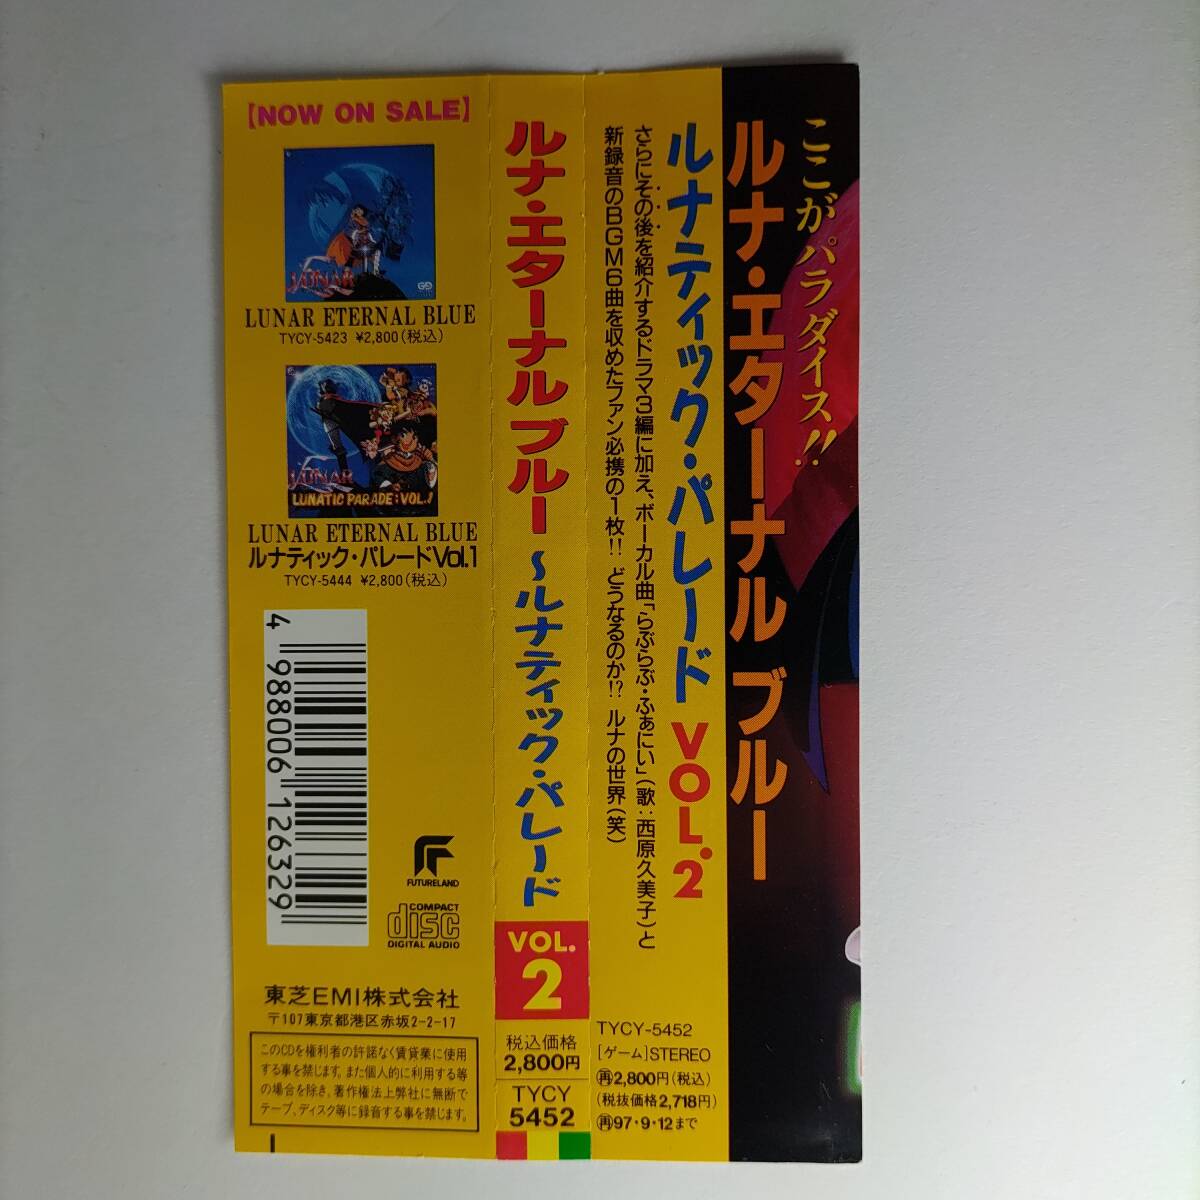 ここがパラダイス!!
ルナ・エターナル ブルー
ルナティック・パレード VOL.2
さらにその後を紹介するドラマ3編に加え、ボーカル曲「らぶらぶ・ふぁにい」(歌:西原久美子)と
新録音のBGM6曲を収めたファン必携の1枚!! どうなるのか!? ルナの世界(笑)
TYCY-5452
[ゲーム]STEREO
再2,800円(税込)
(税抜価格2,718円)
再97・9・12まで
ルナ・エターナル ブルー〜ルナティック・パレード
VOL.
2
税込価格
2,800円
TYCY
5452
【NOW ON SALE】
LUNAR
LUNAR ETERNAL BLUE
TYCY-5423 ¥2,800(税込)
LUNAR
LUNATIC PARADE:VOL.1
LUNAR ETERNAL BLUE
ルナティック・パレードVol.1
TYCY-5444 ¥2,800(税込)
4 988006 126329
FUTURELAND
COMPACT
disc
DIGITAL AUDIO
東芝EMI株式会社
〒107東京都港区赤坂2-2-17
このCDを権利者の許諾なく賃貸業に使用
する事を禁じます。また個人的に利用する等
の場合を除き、著作権法上弊社に無断で
テープ、ディスク等に録音する事を禁じます。